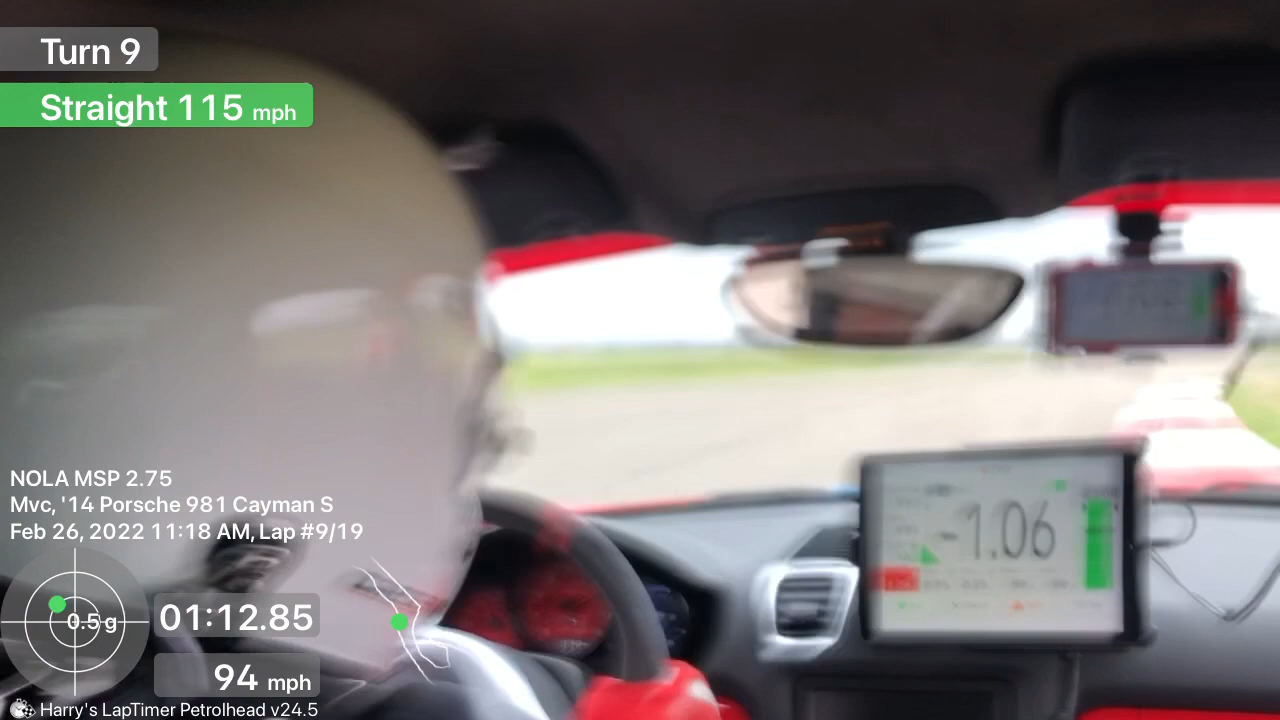 Turn 9
Straight 115 mph
-1.06
NOLA MSP 2.75
Mvc, '14 Porsche 981 Cayman S
Feb 26, 2022 11:18 AM, Lap #9/19
0.5 g
01:12.85
94 mph
Harry's LapTimer Petrolhead v24.5